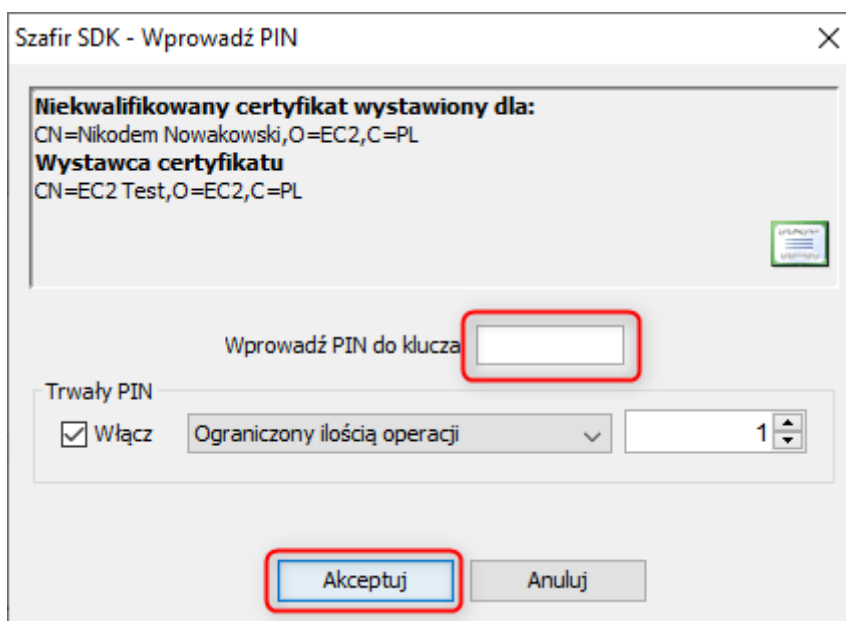 Szafir SDK - Wprowadź PIN
Niekwalifikowany certyfikat wystawiony dla:
CN=Nikodem Nowakowski,O=EC2,C=PL
Wystawca certyfikatu
CN=EC2 Test,O=EC2,C=PL
Wprowadź PIN do klucza
Trwały PIN
Włącz Ograniczony ilością operacji 1
Akceptuj Anuluj